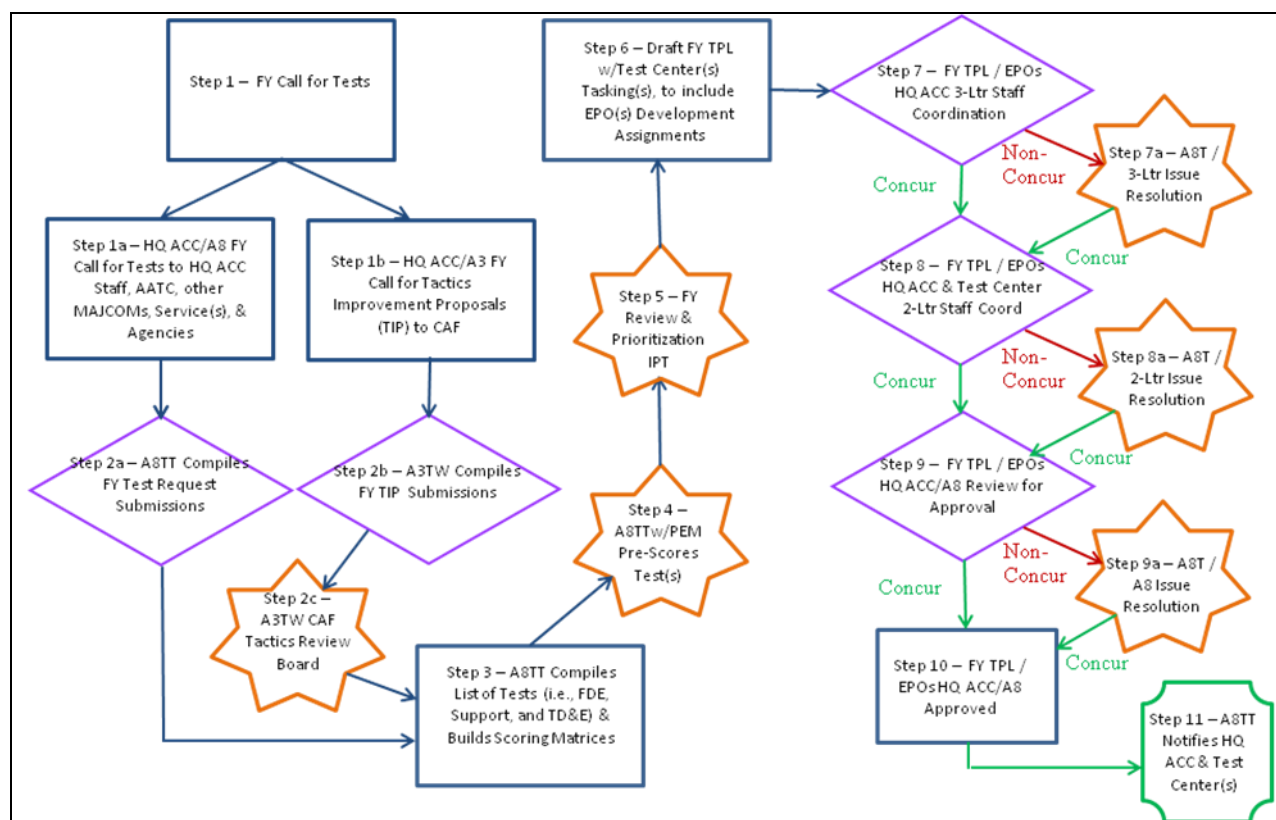 Step 1 – FY Call for Tests
Step 1a – HQ ACC/A8 FY
Call for Tests to HQ ACC
Staff, AATC, other
MAJCOMs, Service(s), &
Agencies
Step 1b – HQ ACC/A3 FY
Call for Tactics
Improvement Proposals
(TIP) to CAF
Step 2a – A8TT Compiles
FY Test Request
Submissions
Step 2b – A3TW Compiles
FY TIP Submissions
Step 2c –
A3TW CAF
Tactics Review
Board
Step 3 – A8TT Compiles
List of Tests (i.e., FDE,
Support, and TD&E) &
Builds Scoring Matrices
Step 4 –
A8TTw/PEM
Pre-Scores
Test(s)
Step 5 – FY
Review &
Prioritization
IPT
Step 6 – Draft FY TPL
w/Test Center(s)
Tasking(s), to include
EPO(s) Development
Assignments
Step 7 – FY TPL / EPOs
HQ ACC 3-Ltr Staff
Coordination
Non-
Concur
Concur
Step 7a – A8T /
3-Ltr Issue
Resolution
Concur
Step 8 – FY TPL / EPOs
HQ ACC & Test Center
2-Ltr Staff Coord
Non-
Concur
Concur
Step 8a – A8T /
2-Ltr Issue
Resolution
Concur
Step 9 – FY TPL / EPOs
HQ ACC/A8 Review for
Approval
Non-
Concur
Concur
Step 9a – A8T /
A8 Issue
Resolution
Concur
Step 10 – FY TPL /
EPOs HQ ACC/A8
Approved
Step 11 – A8TT
Notifies HQ
ACC & Test
Center(s)